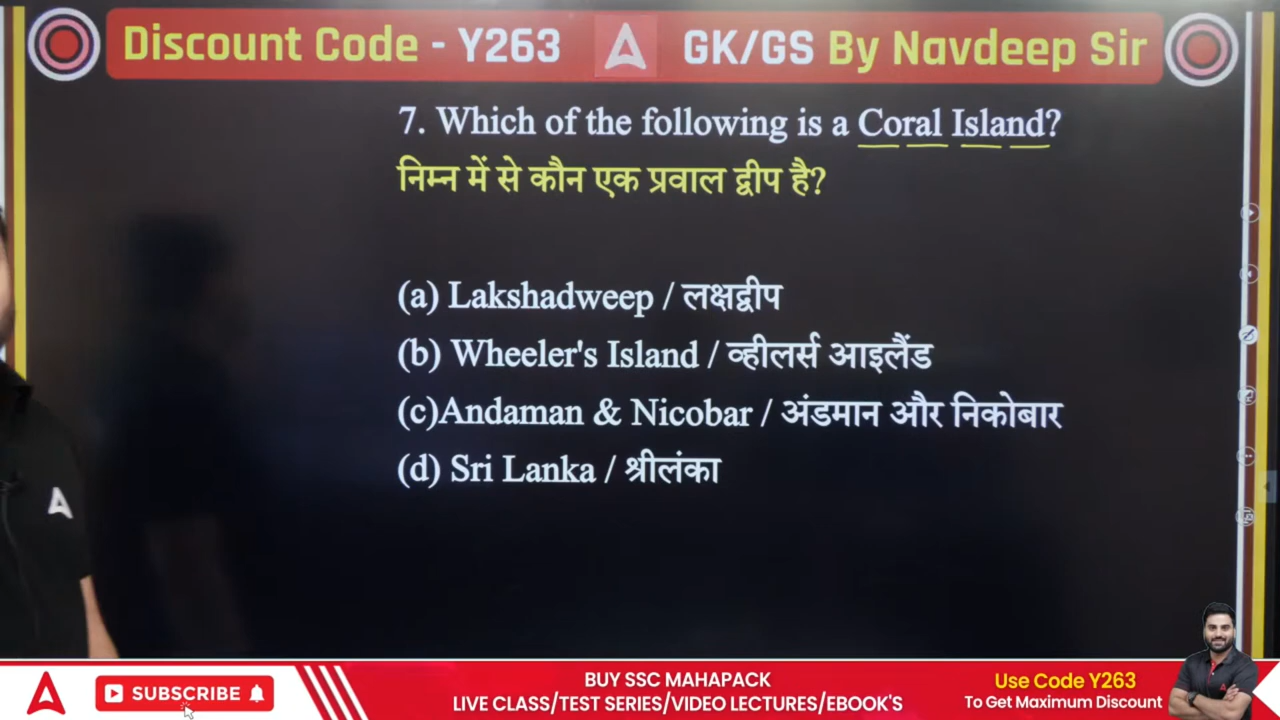 Discount Code - Y263 GK/GS By Navdeep Sir
7. Which of the following is a Coral Island?
निम्न में से कौन एक प्रवाल द्वीप है?
(a) Lakshadweep / लक्षद्वीप
(b) Wheeler's Island / व्हीलर्स आइलैंड
(c)Andaman & Nicobar / अंडमान और निकोबार
(d) Sri Lanka / श्रीलंका
SUBSCRIBE
BUY SSC MAHAPACK
LIVE CLASS/TEST SERIES/VIDEO LECTURES/EBOOK'S
Use Code Y263
To Get Maximum Discount